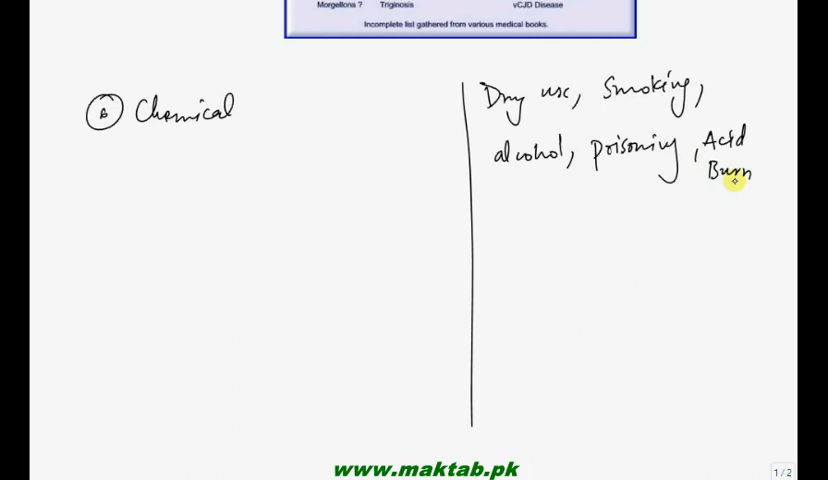 Morgellons ? Triginosis vCJD Disease
Incomplete list gathered from various medical books.
6 Chemical
Drug use, Smoking,
alcohol, Poisoning, Acid
Burn
www.maktab.pk
1/2